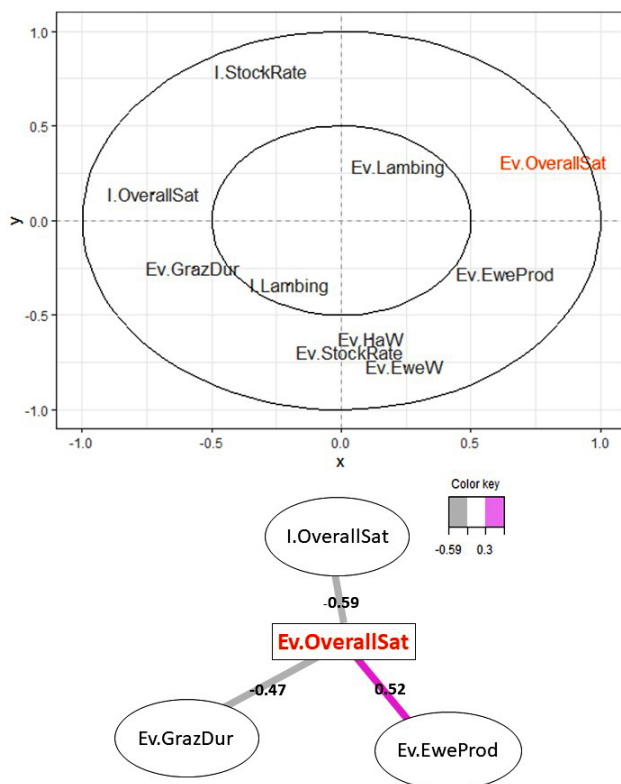 1.0
I.StockRate
0.5
Ev.Lambing
Ev.OverallSat
I.OverallSat
y
0.0
Ev.GrazDur
Ev.EweProd
I.Lambing
-0.5
Ev.HaW
Ev.StockRate
Ev.EweW
-1.0
-1.0 -0.5 0.0 0.5 1.0
x
Color key
-0.59 0.3
I.OverallSat
-0.59
Ev.OverallSat
-0.47 0.52
Ev.GrazDur
Ev.EweProd